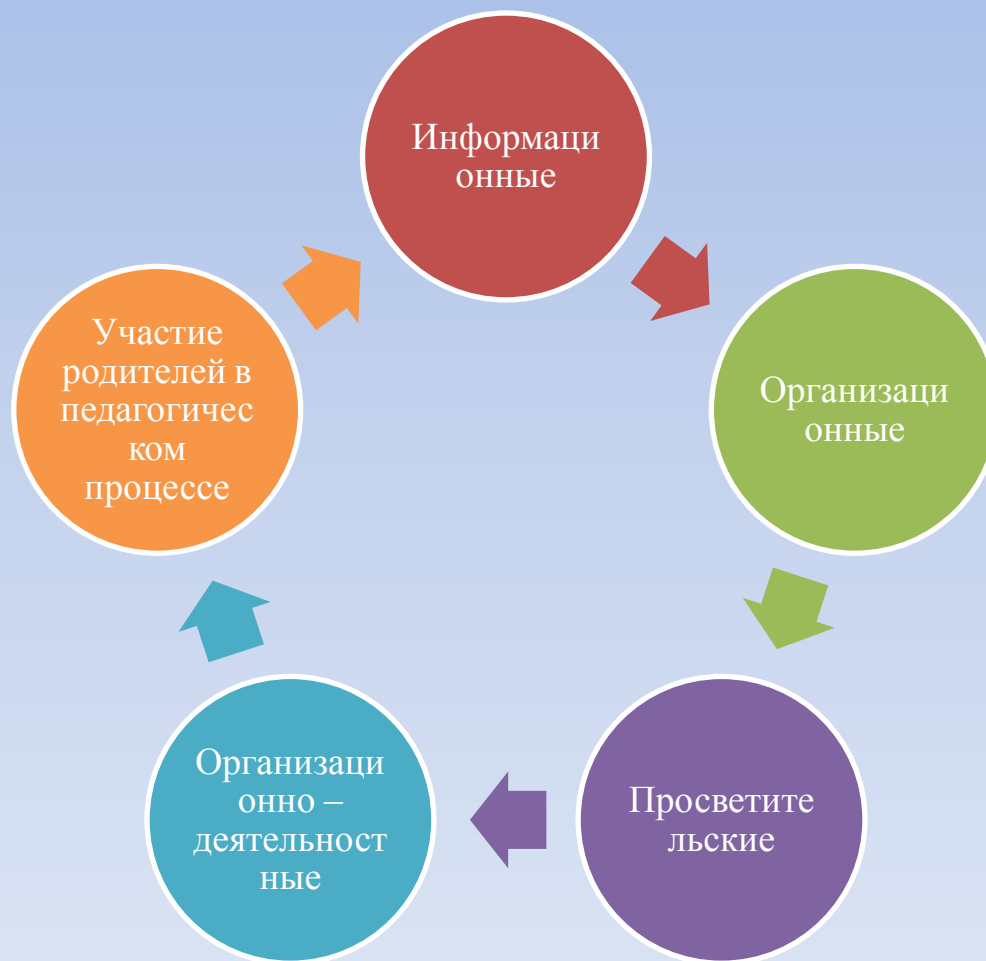 Информаци
онные
Организаци
онные
Просветите
льские
Организаци
онно –
деятельност
ные
Участие
родителей в
педагогичес
ком
процессе